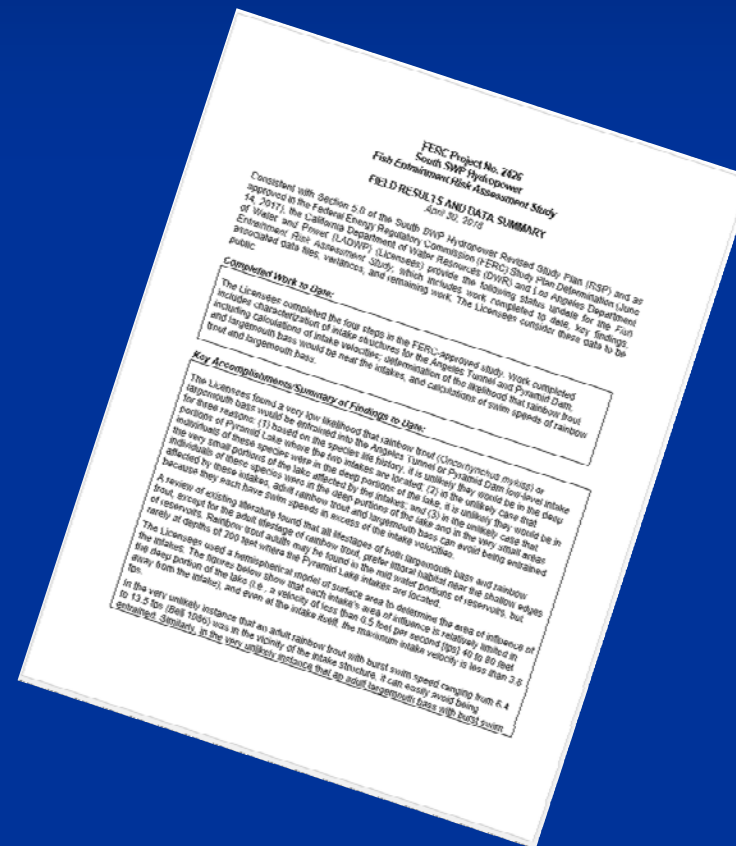 FERC Project No. 2426
South SWP Hydropower
Fish Entrainment Risk Assessment Study
FIELD RESULTS AND DATA SUMMARY
April 30, 2018
Consistent with Section 5.0 of the South SWP Hydropower Revised Study Plan (RSP) and as
approved in the Federal Energy Regulatory Commission (FERC) Study Plan Determination (June
14, 2017), the California Department of Water Resources (DWR) and Los Angeles Department
of Water and Power (LADWP) (Licensees) provide the following status update for the Fish
Entrainment Risk Assessment Study, which includes work completed to date, key findings,
associated data files, variances, and remaining work. The Licensees consider these data to be
public.
Completed Work to Date:
The Licensees completed the four steps in the FERC-approved study. Work completed
includes characterization of intake structures for the Angeles Tunnel and Pyramid Dam,
including calculations of intake velocities; determination of the likelihood that rainbow trout
and largemouth bass would be near the intakes, and calculations of swim speeds of rainbow
trout and largemouth bass.
Key Accomplishments/Summary of Findings to Date:
The Licensees found a very low likelihood that rainbow trout (Oncorhynchus mykiss) or
largemouth bass would be entrained into the Angeles Tunnel or Pyramid Dam low-level intake
for three reasons: (1) based on the species life history, it is unlikely they would be in the deep
portions of Pyramid Lake where the two intakes are located; (2) in the unlikely case that
individuals of these species were in the deep portions of the lake, it is unlikely they would be in
the very small portions of the lake affected by the intakes; and (3) in the unlikely case that
individuals of these species were in the deep portions of the lake and in the very small areas
affected by these intakes, adult rainbow trout and largemouth bass can avoid being entrained
because they each have swim speeds in excess of the intake velocities.
A review of existing literature found that all lifestages of both largemouth bass and rainbow
trout, except for the adult lifestage of rainbow trout, prefer littoral habitat near the shallow edges
of reservoirs. Rainbow trout adults may be found in the mid water portions of reservoirs, but
rarely at depths of 200 feet where the Pyramid Lake intakes are located.
The Licensees used a hemispherical model of surface area to determine the area of influence of
the intakes. The figures below show that each intake's area of influence is relatively limited in
the deep portion of the lake (i.e., a velocity of less than 0.5 feet per second [fps] 40 to 80 feet
away from the intake), and even at the intake itself, the maximum intake velocity is less than 3.6
fps.
In the very unlikely instance that an adult rainbow trout with burst swim speed ranging from 6.4
to 13.5 fps (Bell 1986) was in the vicinity of the intake structure, it can easily avoid being
entrained. Similarly, in the very unlikely instance that an adult largemouth bass with burst swim